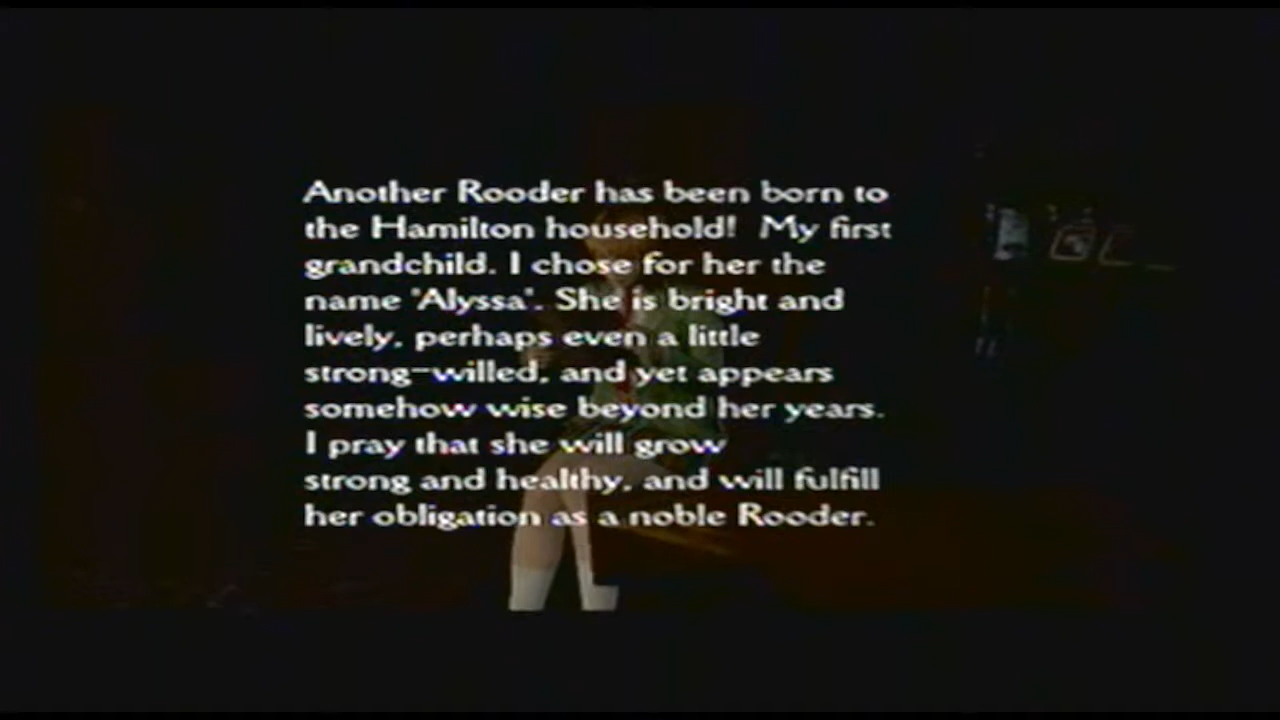 Another Rooder has been born to
the Hamilton household!  My first
grandchild. I chose for her the
name "Alyssa". She is bright and
lively, perhaps even a little
strong-willed, and yet appears
somehow wise beyond her years.
I pray that she will grow
strong and healthy, and will fulfill
her obligation as a noble Rooder.